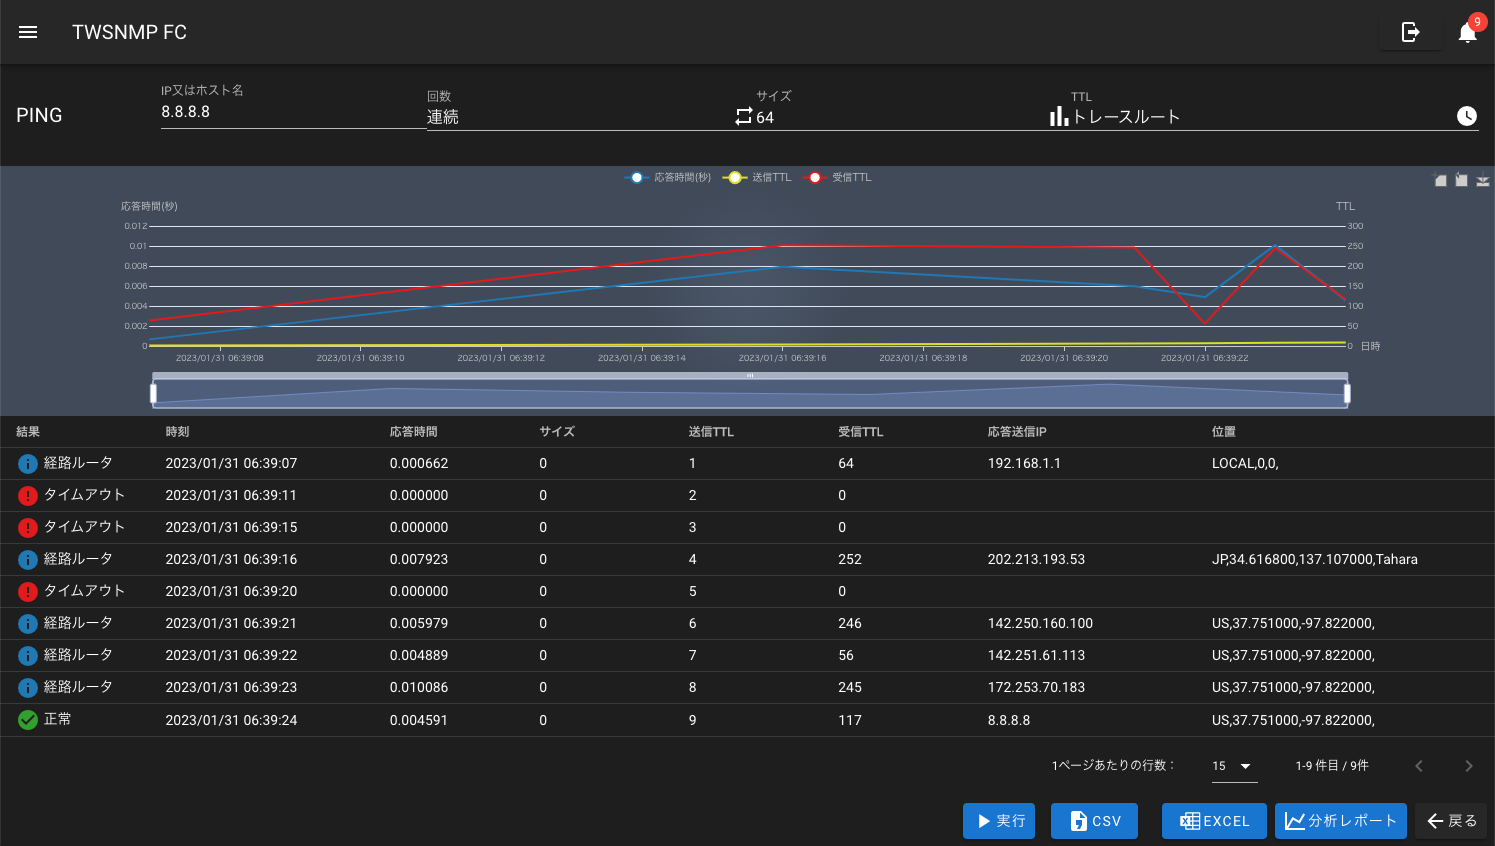 TWSNMP FC
9
PING
IP又はホスト名
8.8.8.8
回数
連続
サイズ
64
TTL
トレースルート
応答時間(秒) 送信TTL 受信TTL
応答時間(秒) TTL
0.012 300
0.01 250
0.008 200
0.006 150
0.004 100
0.002 50
0 0 日時
2023/01/31 06:39:08 2023/01/31 06:39:10 2023/01/31 06:39:12 2023/01/31 06:39:14 2023/01/31 06:39:16 2023/01/31 06:39:18 2023/01/31 06:39:20 2023/01/31 06:39:22
結果 時刻 応答時間 サイズ 送信TTL 受信TTL 応答送信IP 位置
経路ルータ 2023/01/31 06:39:07 0.000662 0 1 64 192.168.1.1 LOCAL,0,0,
タイムアウト 2023/01/31 06:39:11 0.000000 0 2 0
タイムアウト 2023/01/31 06:39:15 0.000000 0 3 0
経路ルータ 2023/01/31 06:39:16 0.007923 0 4 252 202.213.193.53 JP,34.616800,137.107000,Tahara
タイムアウト 2023/01/31 06:39:20 0.000000 0 5 0
経路ルータ 2023/01/31 06:39:21 0.005979 0 6 246 142.250.160.100 US,37.751000,-97.822000,
経路ルータ 2023/01/31 06:39:22 0.004889 0 7 56 142.251.61.113 US,37.751000,-97.822000,
経路ルータ 2023/01/31 06:39:23 0.010086 0 8 245 172.253.70.183 US,37.751000,-97.822000,
正常 2023/01/31 06:39:24 0.004591 0 9 117 8.8.8.8 US,37.751000,-97.822000,
1ページあたりの行数： 15 1-9 件目 / 9件
実行 CSV EXCEL 分析レポート 戻る